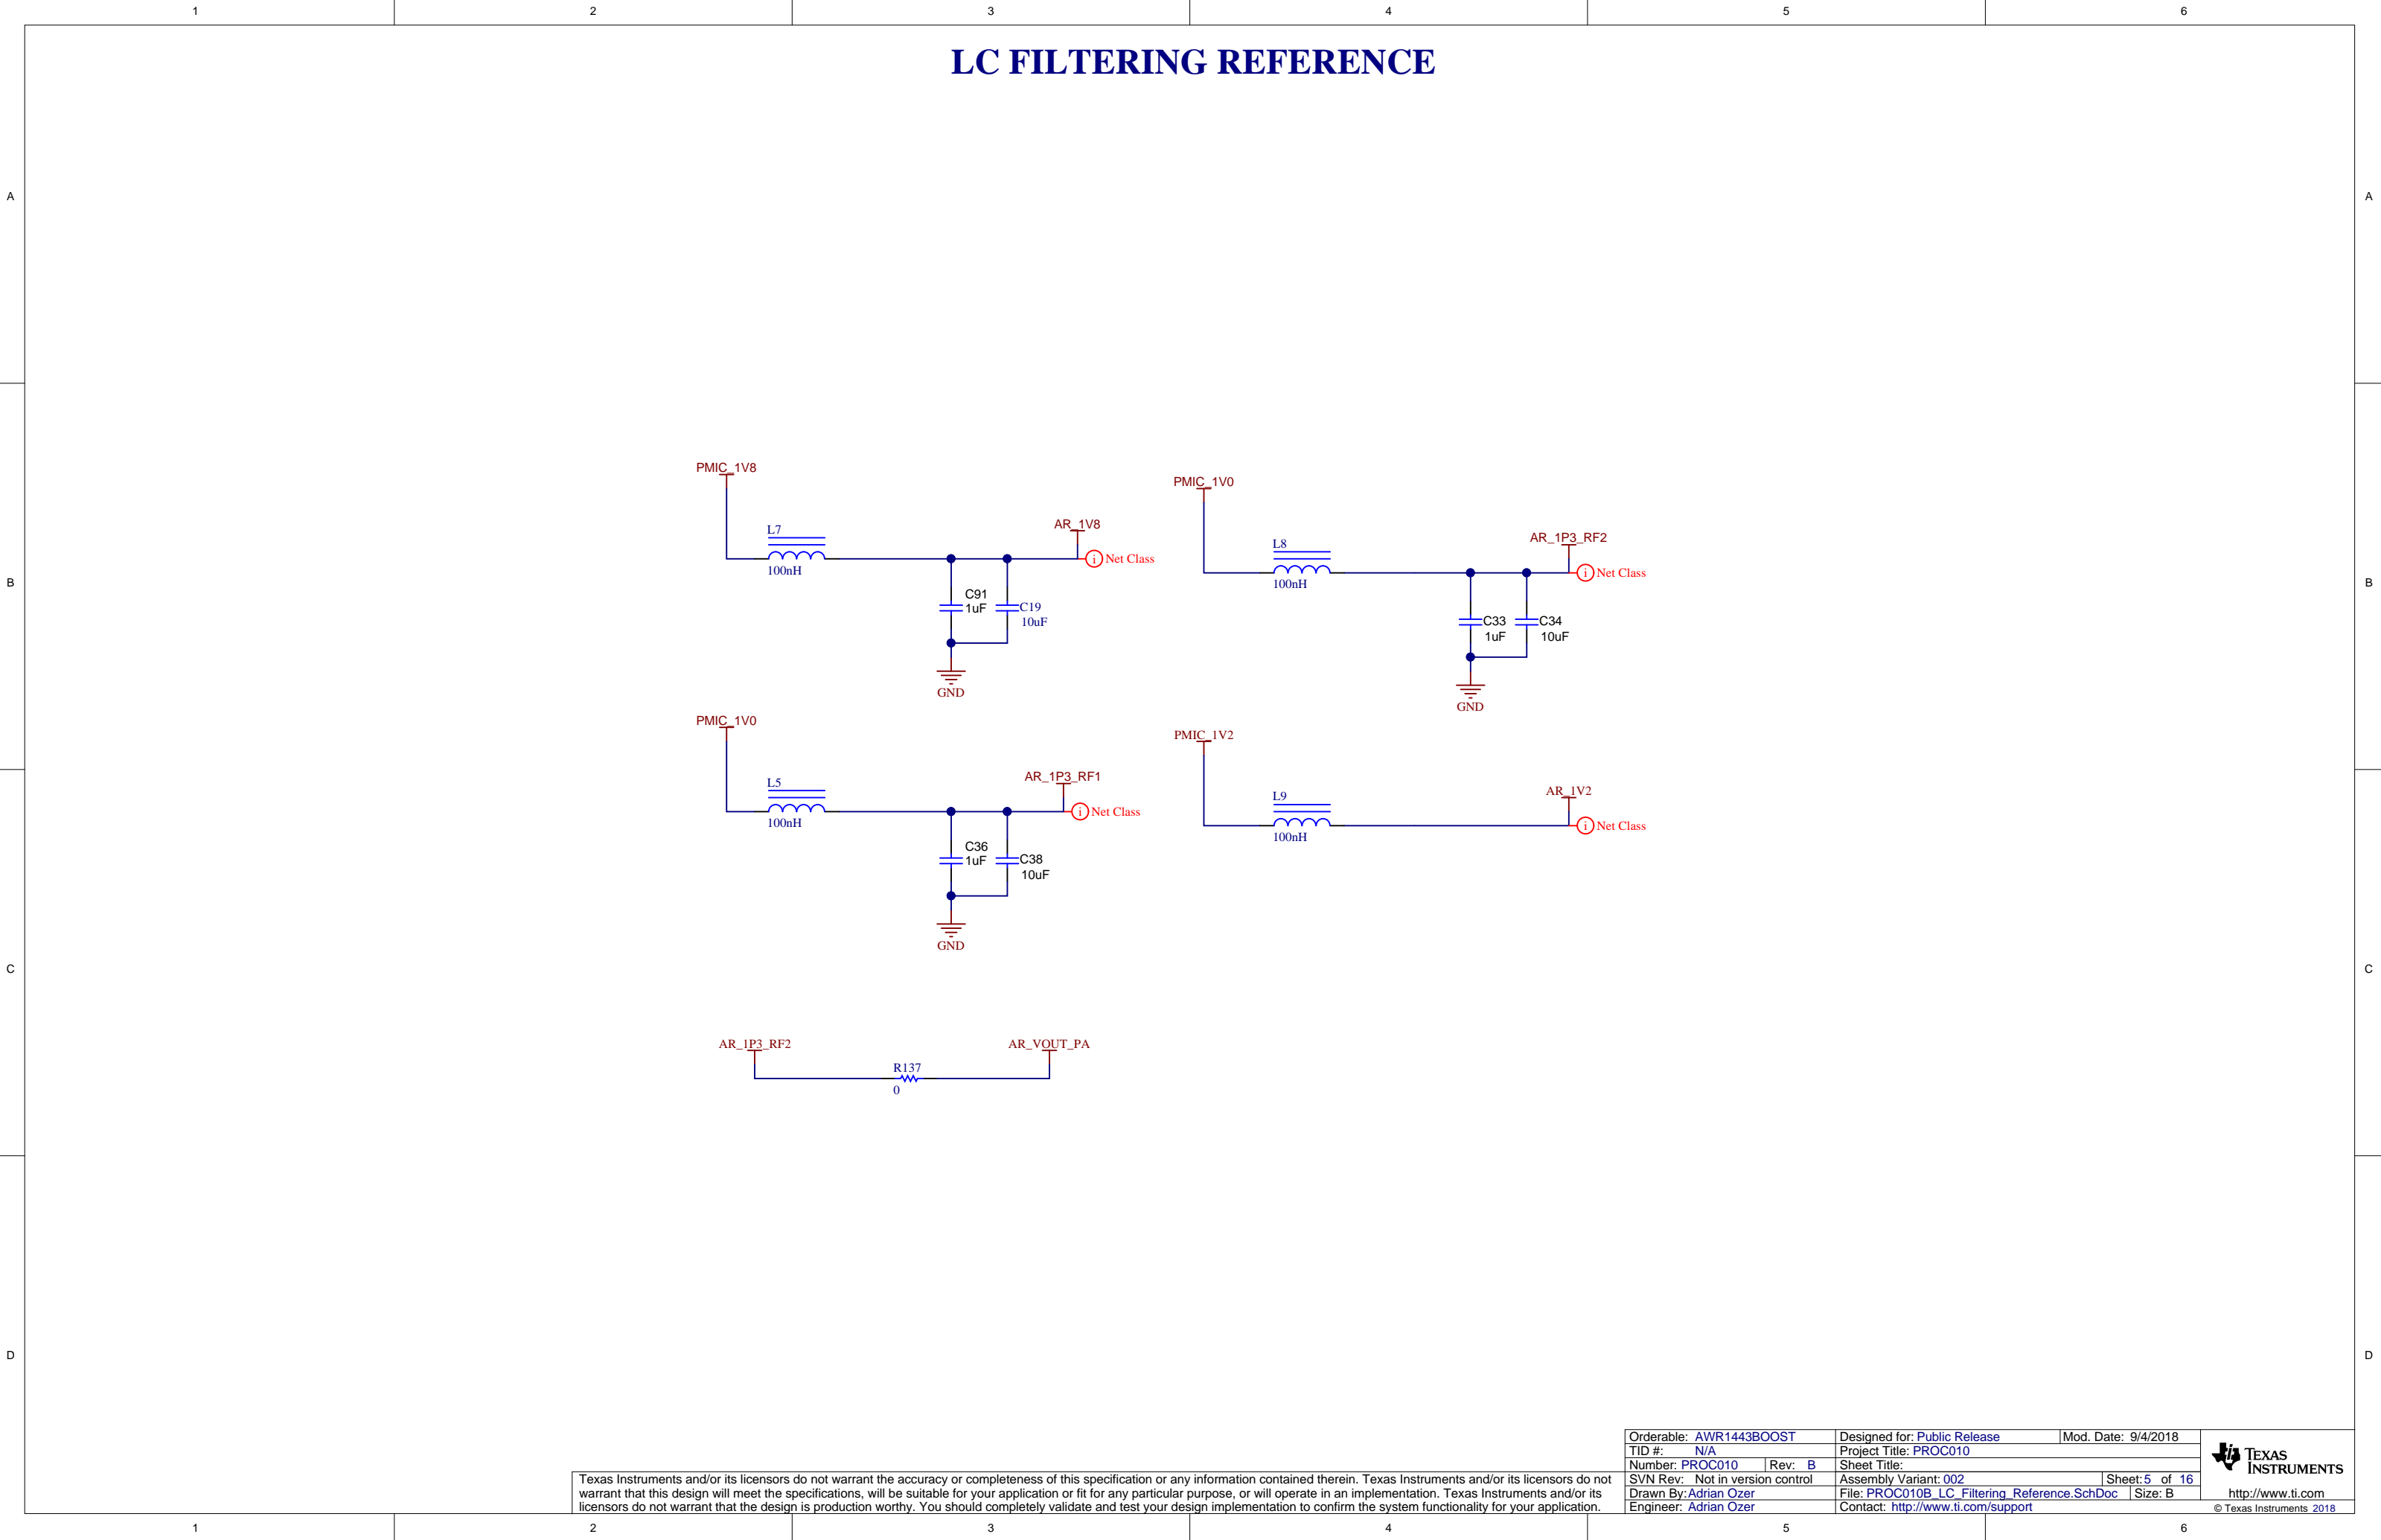 1 2 3 4 5 6
LC FILTERING REFERENCE
A A
PMIC_1V8
L7
100nH
AR_1V8
i Net Class
C91
1uF
C19
10uF
GND
PMIC_1V0
L8
100nH
AR_1P3_RF2
i Net Class
C33
1uF
C34
10uF
GND
B B
PMIC_1V0
L5
100nH
AR_1P3_RF1
i Net Class
C36
1uF
C38
10uF
GND
PMIC_1V2
L9
100nH
AR_1V2
i Net Class
C C
AR_1P3_RF2
R137
0
AR_VOUT_PA
D D
Texas Instruments and/or its licensors do not warrant the accuracy or completeness of this specification or any information contained therein. Texas Instruments and/or its licensors do not
warrant that this design will meet the specifications, will be suitable for your application or fit for any particular purpose, or will operate in an implementation. Texas Instruments and/or its
licensors do not warrant that the design is production worthy. You should completely validate and test your design implementation to confirm the system functionality for your application.
Orderable: AWR1443BOOST Designed for: Public Release Mod. Date: 9/4/2018
TID #: N/A Project Title: PROC010
Number: PROC010 Rev: B Sheet Title:
SVN Rev: Not in version control Assembly Variant: 002 Sheet: 5 of 16
Drawn By: Adrian Ozer File: PROC010B_LC_Filtering_Reference.SchDoc Size: B
Engineer: Adrian Ozer Contact: http://www.ti.com/support
TEXAS
INSTRUMENTS
http://www.ti.com
© Texas Instruments 2018
1 2 3 4 5 6